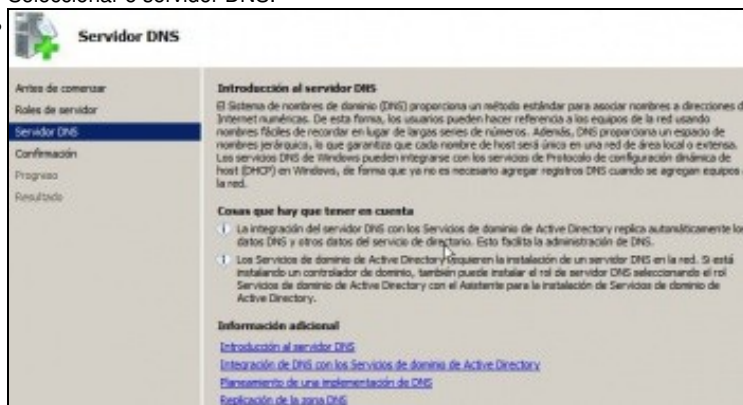 Seleccionar o servidor DNS.
Servidor DNS
Antes de comenzar
Roles de servidor
Servidor DNS
Confirmación
Progreso
Resultado
Introducción al servidor DNS
El Sistema de nombres de dominio (DNS) proporciona un método estándar para asociar nombres a direcciones d
Internet numéricas. De esta forma, los usuarios pueden hacer referencia a los equipos de la red usando
nombres fáciles de recordar en lugar de largas series de números. Además, DNS proporciona un espacio de
nombres jerárquico, lo que garantiza que cada nombre de host será único en una red de área local o extensa.
Los servicios DNS de Windows pueden integrarse con los servicios de Protocolo de configuración dinámica de
host (DHCP) en Windows, de forma que ya no es necesario agregar registros DNS cuando se agregan equipos
la red.
Cosas que hay que tener en cuenta
La integración del servidor DNS con los Servicios de dominio de Active Directory replica automáticamente lo
datos DNS y otros datos del servicio de directorio. Esto facilita la administración de DNS.
Los Servicios de dominio de Active Directory requieren la instalación de un servidor DNS en la red. Si está
instalando un controlador de dominio, también puede instalar el rol de servidor DNS seleccionando el rol
Servicios de dominio de Active Directory con el Asistente para la instalación de Servicios de dominio de
Active Directory.
Información adicional
Introducción al servidor DNS
Integración de DNS con los Servicios de dominio de Active Directory
Planeamiento de una implementación de DNS
Replicación de la zona DNS